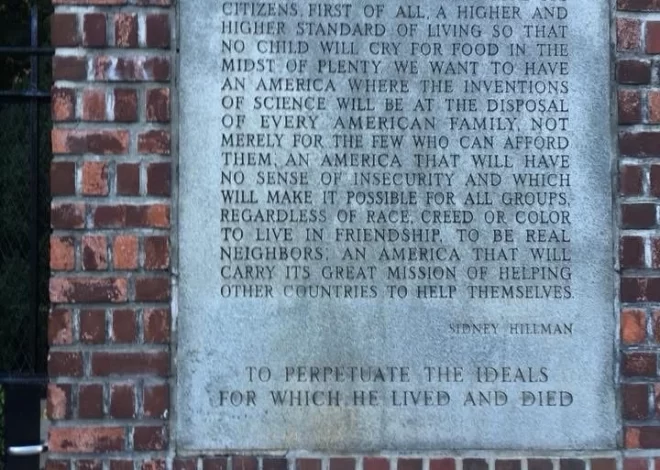 CITIZENS, FIRST OF ALL, A HIGHER AND
HIGHER STANDARD OF LIVING SO THAT
NO CHILD WILL CRY FOR FOOD IN THE
MIDST OF PLENTY WE WANT TO HAVE
AN AMERICA WHERE THE INVENTIONS
OF SCIENCE WILL BE AT THE DISPOSAL
OF EVERY AMERICAN FAMILY, NOT
MERELY FOR THE FEW WHO CAN AFFORD
THEM; AN AMERICA THAT WILL HAVE
NO SENSE OF INSECURITY AND WHICH
WILL MAKE IT POSSIBLE FOR ALL GROUPS,
REGARDLESS OF RACE, CREED OR COLOR
TO LIVE IN FRIENDSHIP, TO BE REAL
NEIGHBORS; AN AMERICA THAT WILL
CARRY ITS GREAT MISSION OF HELPING
OTHER COUNTRIES TO HELP THEMSELVES.
SIDNEY HILLMAN
TO PERPETUATE THE IDEALS
FOR WHICH HE LIVED AND DIED